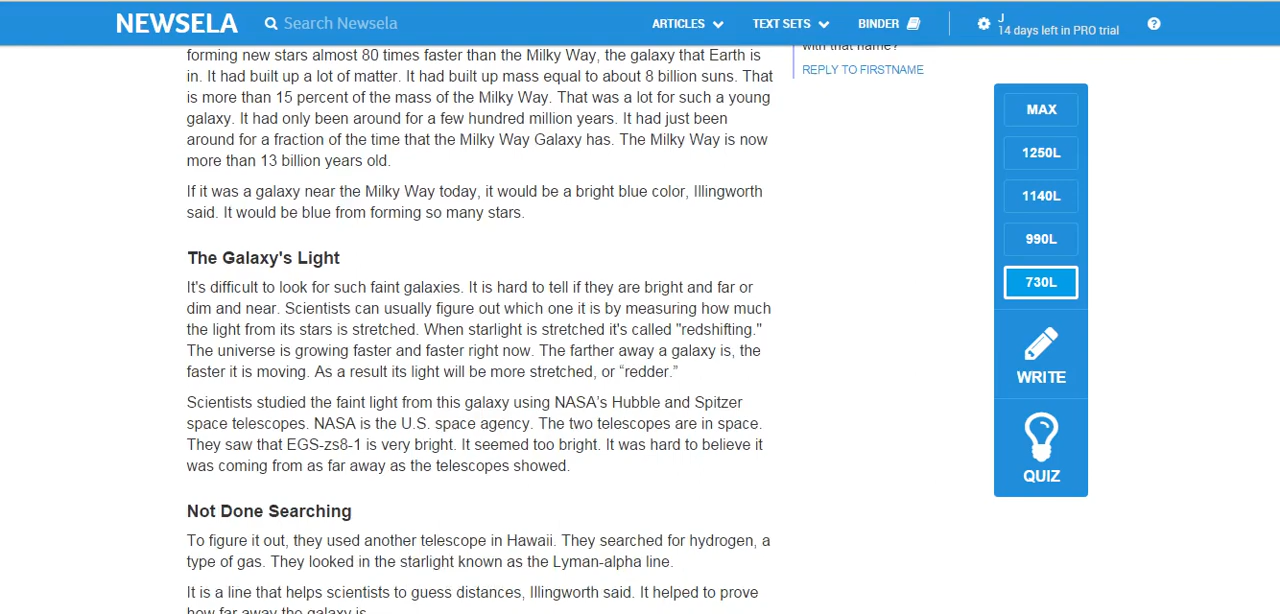 NEWSELA
Search Newsela
ARTICLES
TEXT SETS
BINDER
J
14 days left in PRO trial
?
forming new stars almost 80 times faster than the Milky Way, the galaxy that Earth is
in. It had built up a lot of matter. It had built up mass equal to about 8 billion suns. That
is more than 15 percent of the mass of the Milky Way. That was a lot for such a young
galaxy. It had only been around for a few hundred million years. It had just been
around for a fraction of the time that the Milky Way Galaxy has. The Milky Way is now
more than 13 billion years old.
If it was a galaxy near the Milky Way today, it would be a bright blue color, Illingworth
said. It would be blue from forming so many stars.
The Galaxy's Light
It's difficult to look for such faint galaxies. It is hard to tell if they are bright and far or
dim and near. Scientists can usually figure out which one it is by measuring how much
the light from its stars is stretched. When starlight is stretched it's called "redshifting."
The universe is growing faster and faster right now. The farther away a galaxy is, the
faster it is moving. As a result its light will be more stretched, or “redder.”
Scientists studied the faint light from this galaxy using NASA’s Hubble and Spitzer
space telescopes. NASA is the U.S. space agency. The two telescopes are in space.
They saw that EGS-zs8-1 is very bright. It seemed too bright. It was hard to believe it
was coming from as far away as the telescopes showed.
Not Done Searching
To figure it out, they used another telescope in Hawaii. They searched for hydrogen, a
type of gas. They looked in the starlight known as the Lyman-alpha line.
It is a line that helps scientists to guess distances, Illingworth said. It helped to prove
how far away the galaxy is.
with that name?
REPLY TO FIRSTNAME
MAX
1250L
1140L
990L
730L
WRITE
QUIZ